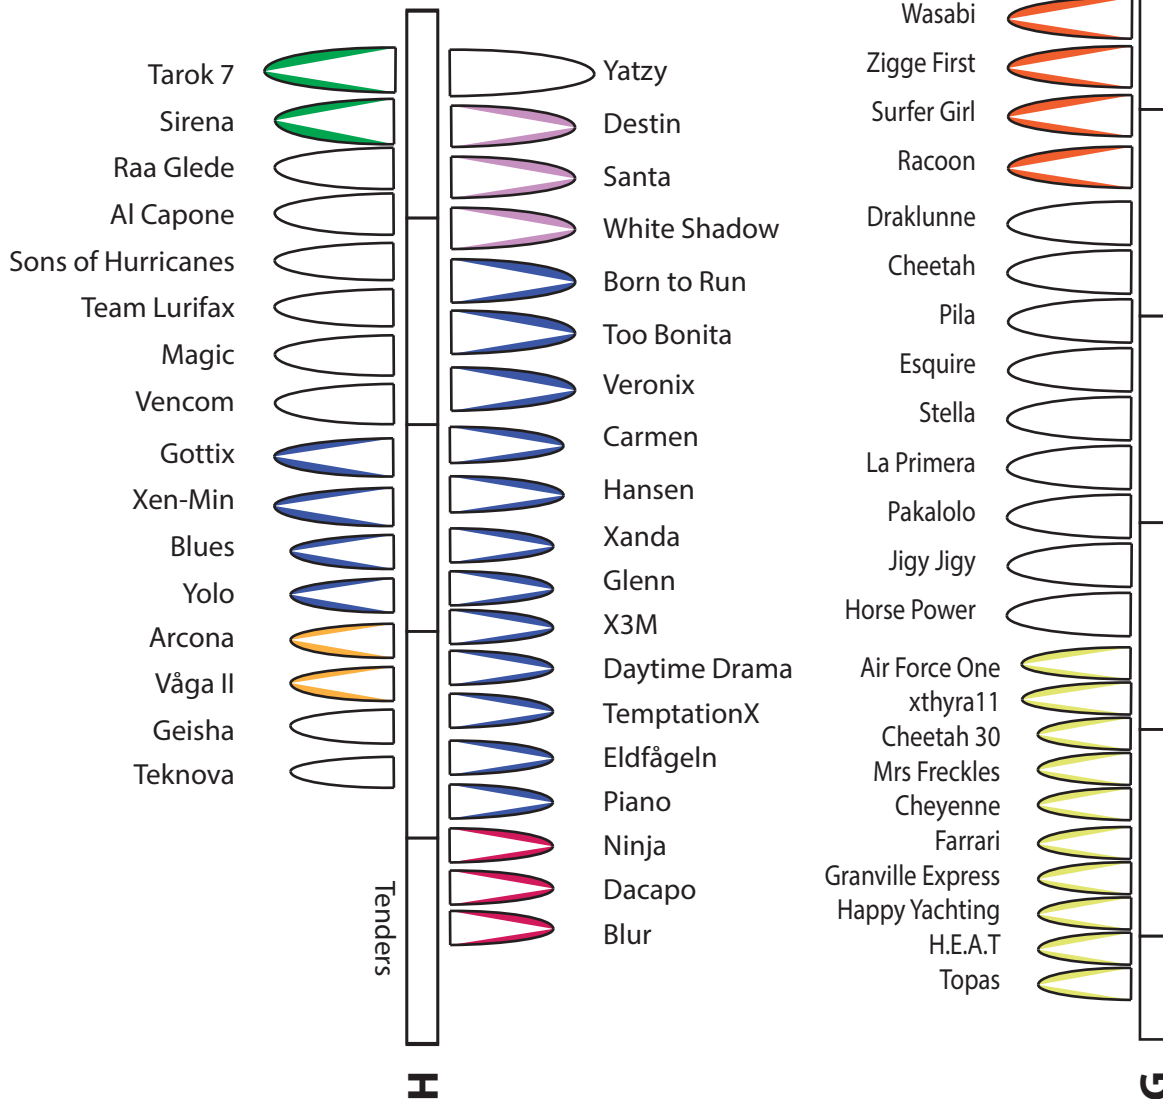 Tarok 7
Sirena
Raa Glede
Al Capone
Sons of Hurricanes
Team Lurifax
Magic
Vencom
Gottix
Xen-Min
Blues
Yolo
Arcona
Våga II
Geisha
Teknova
Tenders
H
Yatzy
Destin
Santa
White Shadow
Born to Run
Too Bonita
Veronix
Carmen
Hansen
Xanda
Glenn
X3M
Daytime Drama
TemptationX
Eldfågeln
Piano
Ninja
Dacapo
Blur
Wasabi
Zigge First
Surfer Girl
Racoon
Draklunne
Cheetah
Pila
Esquire
Stella
La Primera
Pakalolo
Jigy Jigy
Horse Power
Air Force One
xthyra11
Cheetah 30
Mrs Freckles
Cheyenne
Farrari
Granville Express
Happy Yachting
H.E.A.T
Topas
G